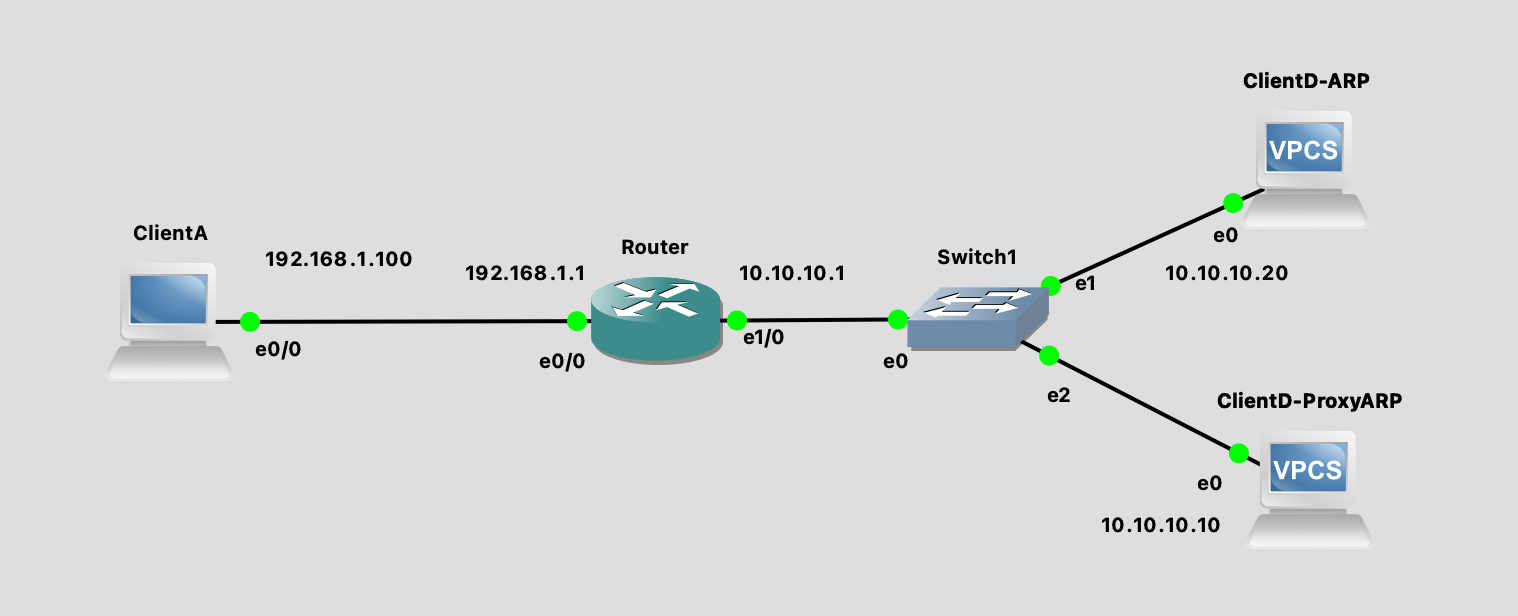 ClientD-ARP
VPCS
e0
10.10.10.20
ClientA
192.168.1.100
e0/0
Router
192.168.1.1
e0/0
10.10.10.1
e1/0
Switch1
e0
e1
e2
ClientD-ProxyARP
VPCS
e0
10.10.10.10